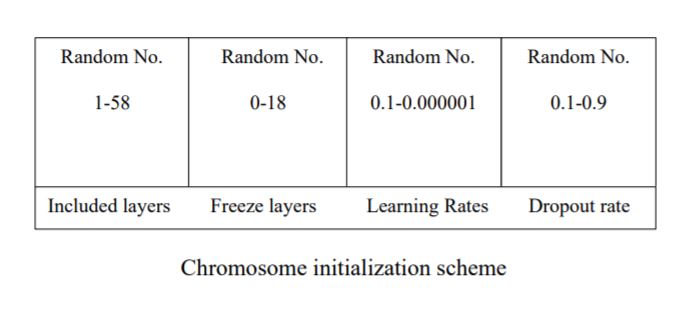 Random No. Random No. Random No. Random No.
1-58 0-18 0.1-0.000001 0.1-0.9
Included layers Freeze layers Learning Rates Dropout rate
Chromosome initialization scheme